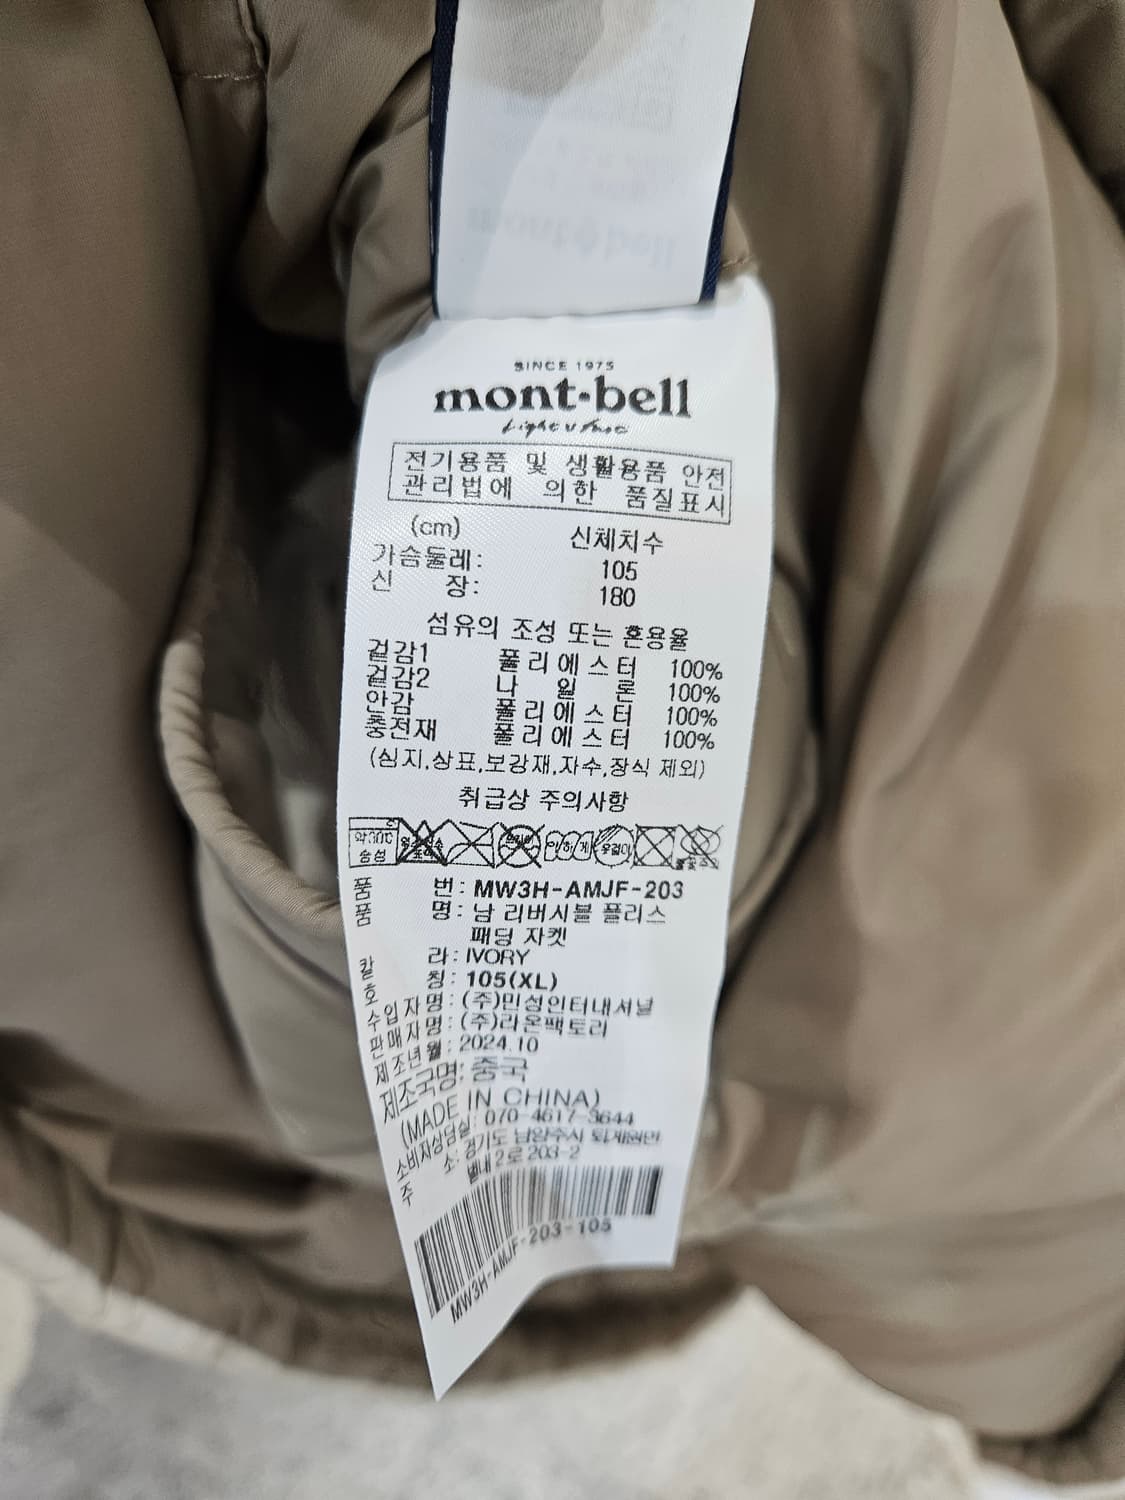 SINCE 1975
mont-bell
Light & Fast
전기용품 및 생활용품 안전
관리법에 의한 품질표시
(cm) 신체치수
가슴둘레: 105
신 장: 180
섬유의 조성 또는 혼용율
겉감1 폴리에스터 100%
겉감2 나일론 100%
안감 폴리에스터 100%
충전재 폴리에스터 100%
(심지,상표,보강재,자수,장식 제외)
취급상 주의사항
약30℃ 중성
품 번: MW3H-AMJF-203
품 명: 남 리버시블 플리스
패딩 자켓
칼 라: IVORY
호 칭: 105(XL)
수입자명: (주)민성인터내셔널
판매자명: (주)라온팩토리
제조년월: 2024.10
제조국명: 중국
(MADE IN CHINA)
소비자상담실: 070-4617-3644
주 소: 경기도 남양주시 퇴계원면
별내2로 203-2
MW3H-AMJF-203-105